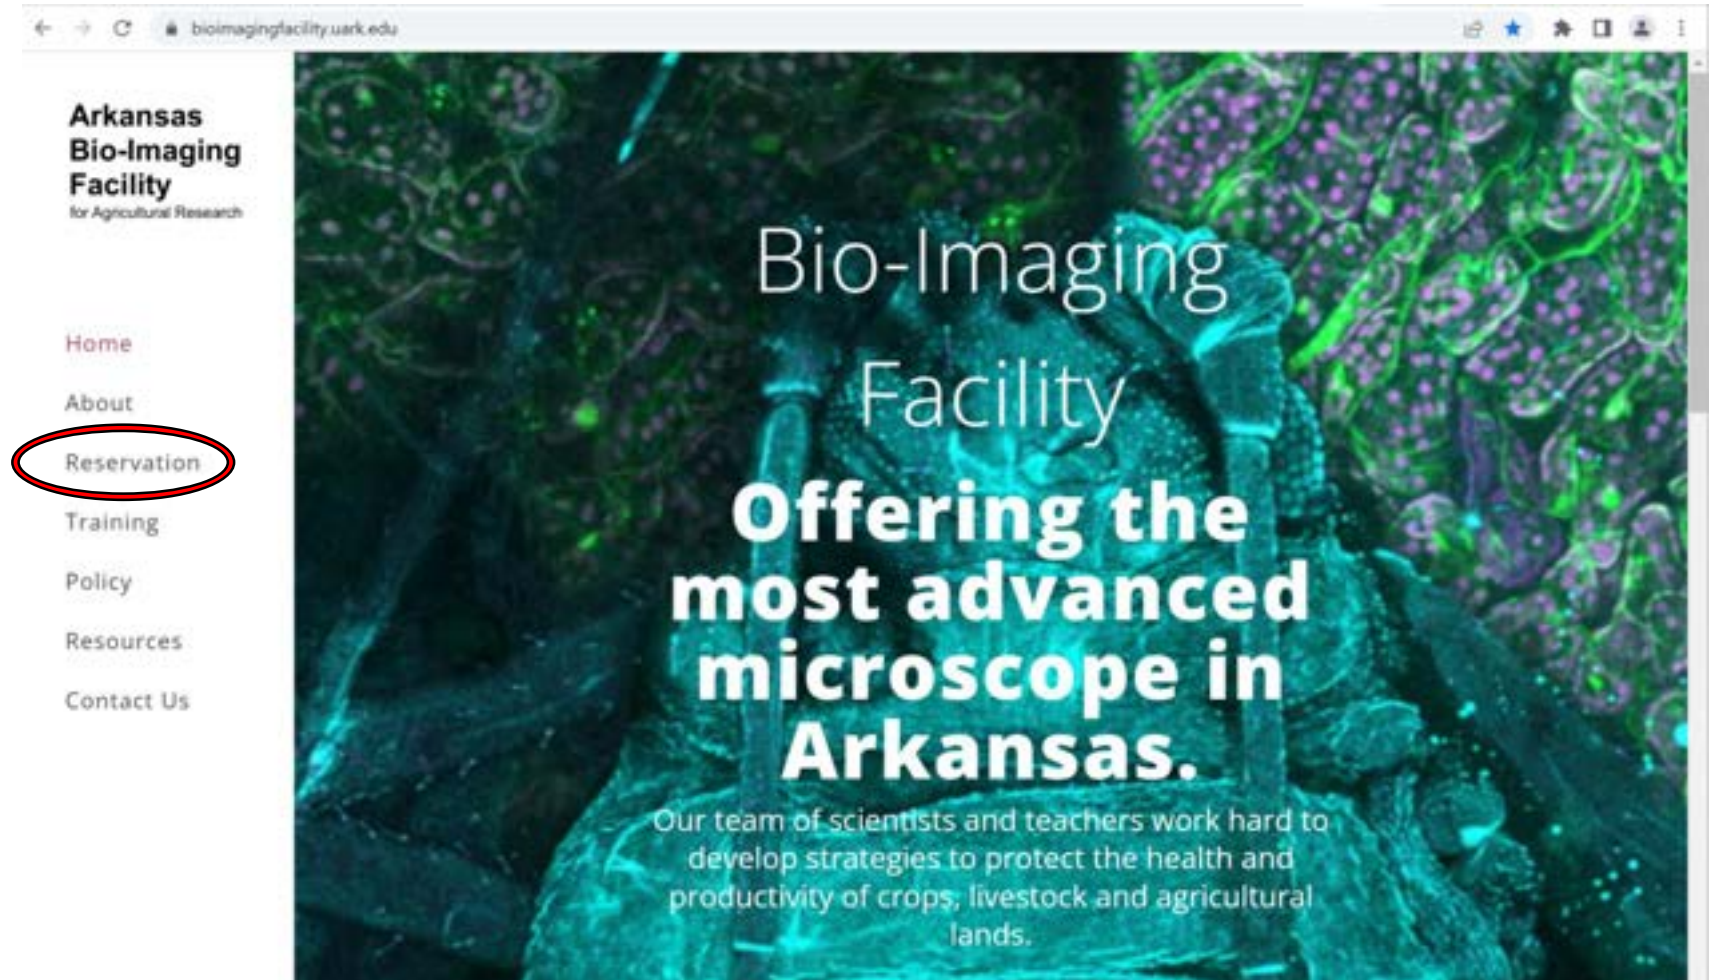 bioimagingfacility.uark.edu
Arkansas
Bio-Imaging
Facility
for Agricultural Research
Home
About
Reservation
Training
Policy
Resources
Contact Us
Bio-Imaging
Facility
Offering the
most advanced
microscope in
Arkansas.
Our team of scientists and teachers work hard to
develop strategies to protect the health and
productivity of crops, livestock and agricultural
lands.